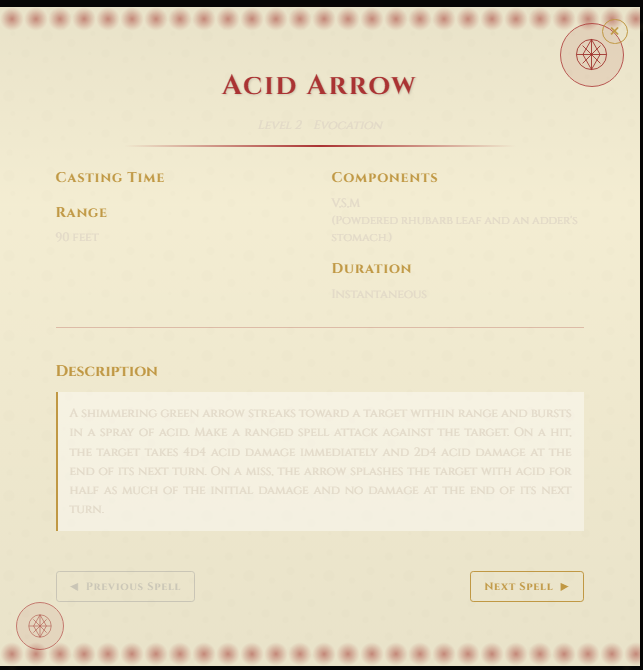 ×
Acid Arrow
Level 2 Evocation
Casting Time
Range
90 feet
Components
V,S,M
(Powdered rhubarb leaf and an adder's
stomach.)
Duration
Instantaneous
Description
A shimmering green arrow streaks toward a target within range and bursts
in a spray of acid. Make a ranged spell attack against the target. On a hit,
the target takes 4d4 acid damage immediately and 2d4 acid damage at the
end of its next turn. On a miss, the arrow splashes the target with acid for
half as much of the initial damage and no damage at the end of its next
turn.
◄ Previous Spell
Next Spell ►